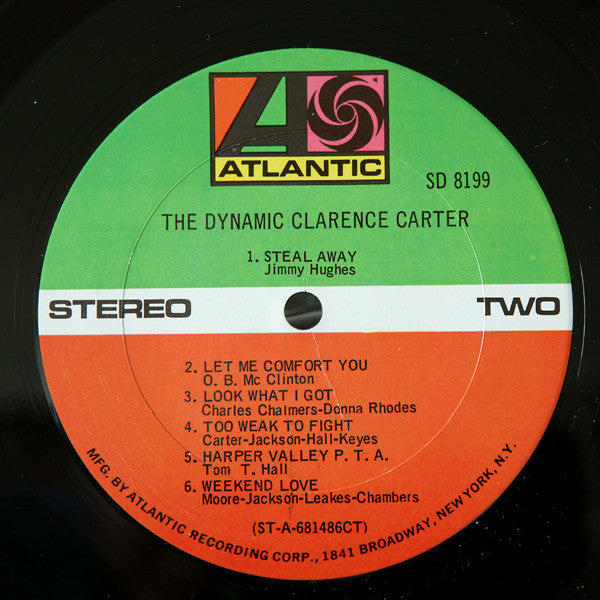 ATLANTIC
SD 8199
THE DYNAMIC CLARENCE CARTER
1. STEAL AWAY
Jimmy Hughes
STEREO TWO
2. LET ME COMFORT YOU
O. B. Mc Clinton
3. LOOK WHAT I GOT
Charles Chalmers-Donna Rhodes
4. TOO WEAK TO FIGHT
Carter-Jackson-Hall-Keyes
5. HARPER VALLEY P. T. A.
Tom T. Hall
6. WEEKEND LOVE
Moore-Jackson-Leakes-Chambers
(ST-A-681486CT)
MFG. BY ATLANTIC RECORDING CORP., 1841 BROADWAY, NEW YORK, N.Y.